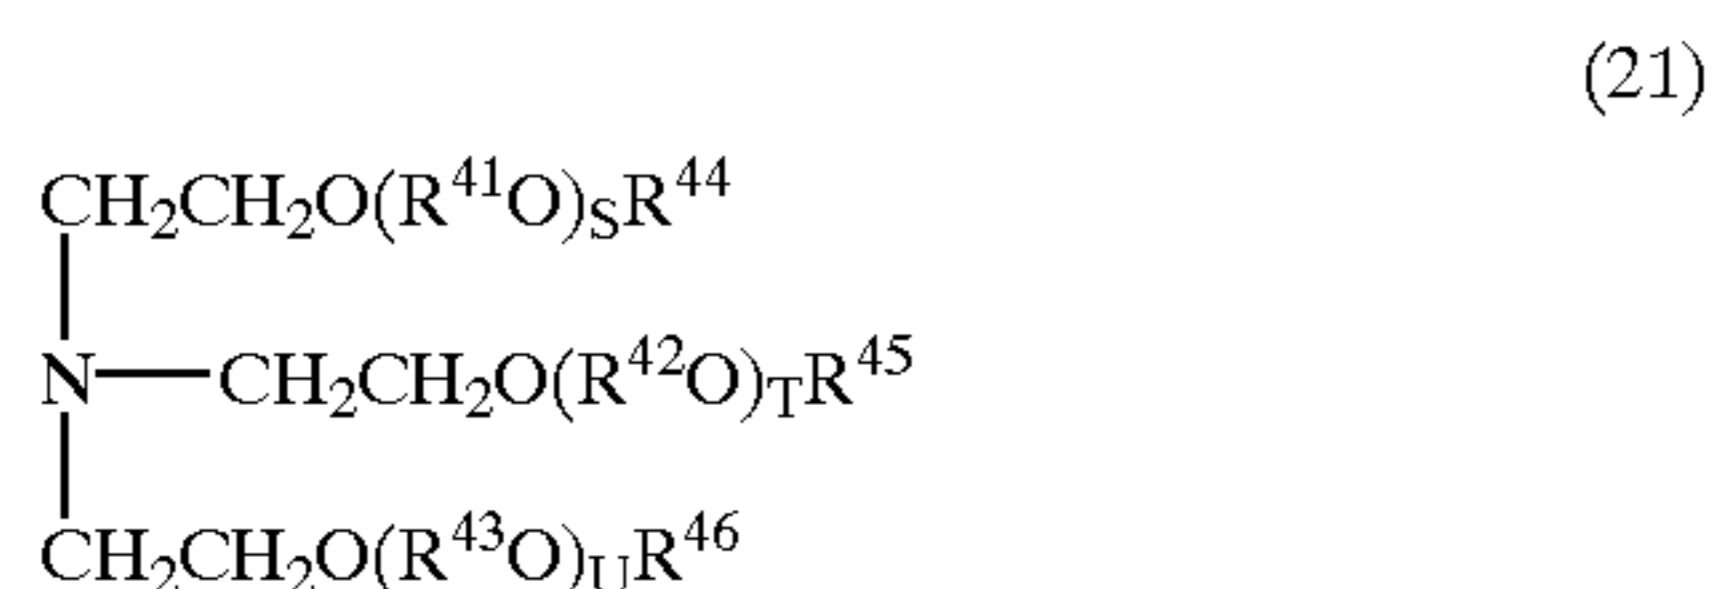 (21)
CH₂CH₂O(R⁴¹O)SR⁴⁴
N—CH₂CH₂O(R⁴²O)TR⁴⁵
CH₂CH₂O(R⁴³O)UR⁴⁶